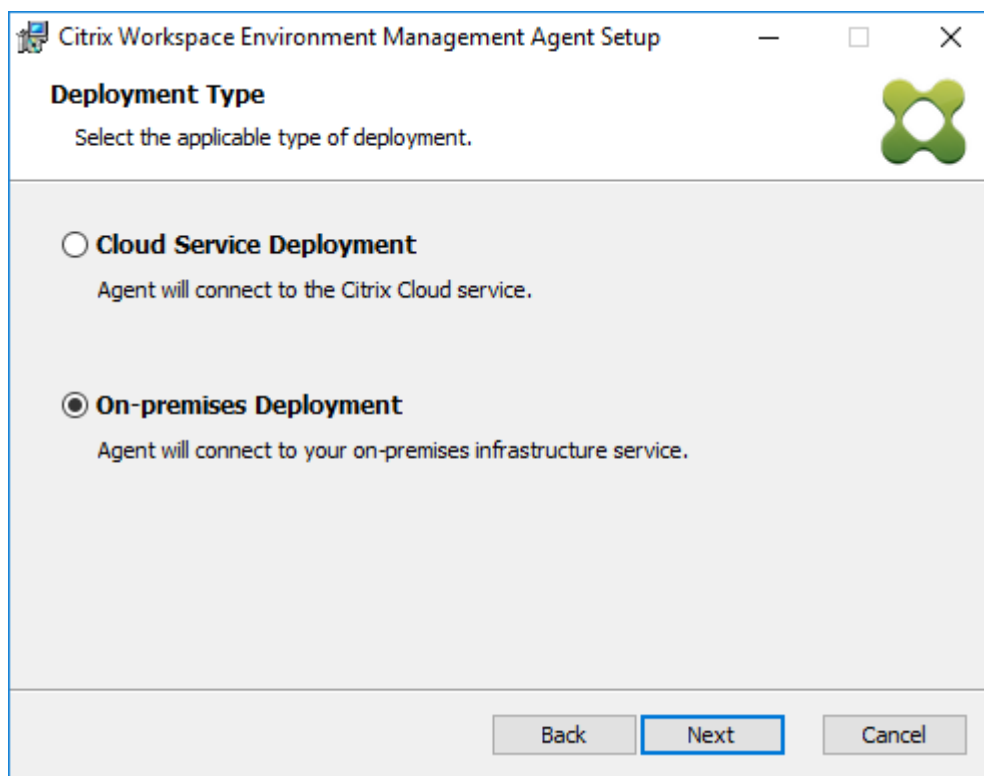 Citrix Workspace Environment Management Agent Setup
Deployment Type
Select the applicable type of deployment.
Cloud Service Deployment
Agent will connect to the Citrix Cloud service.
On-premises Deployment
Agent will connect to your on-premises infrastructure service.
Back Next Cancel